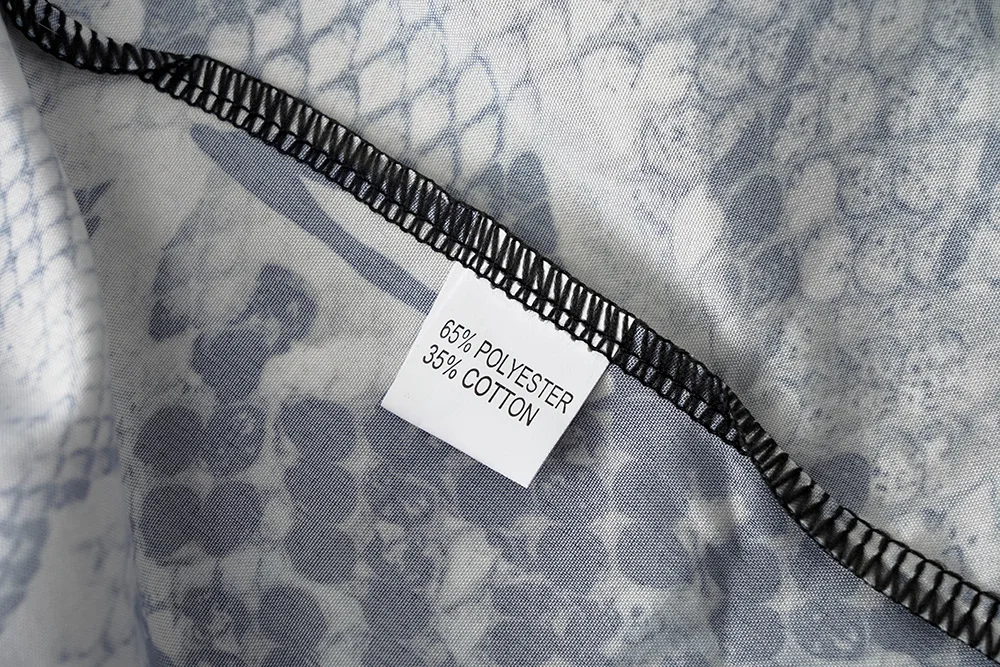 65% POLYESTER
35% COTTON